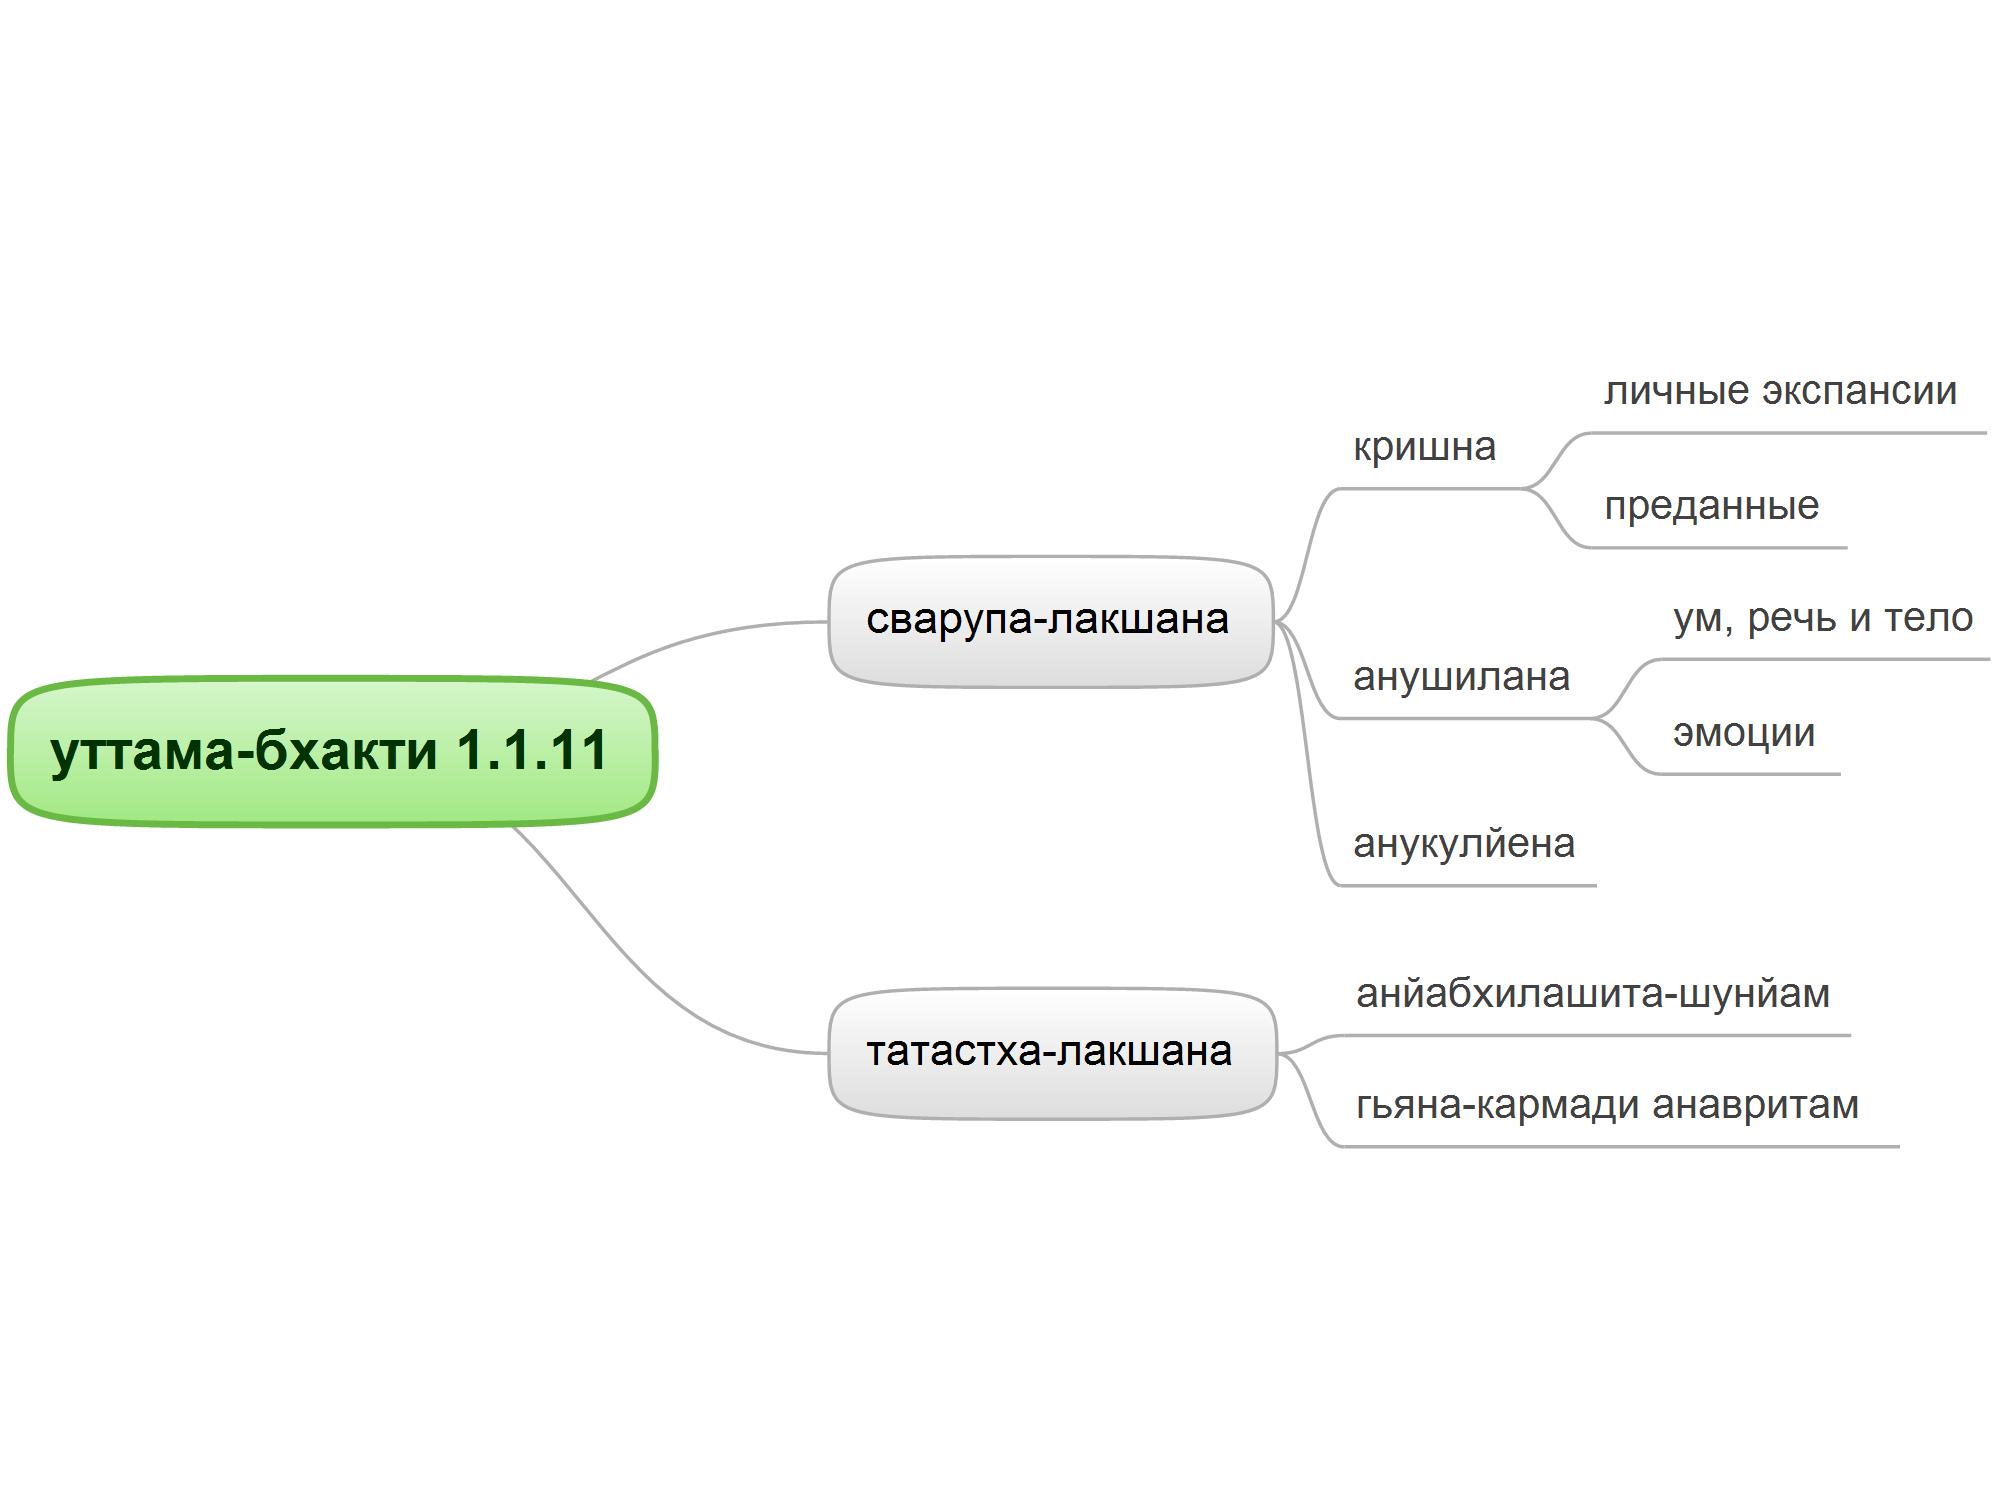 уттама-бхакти 1.1.11
сварупа-лакшана
кришна
личные экспансии
преданные
анушилана
ум, речь и тело
эмоции
анукулйена
татастха-лакшана
анйабхилашита-шунйам
гьяна-кармади анавритам